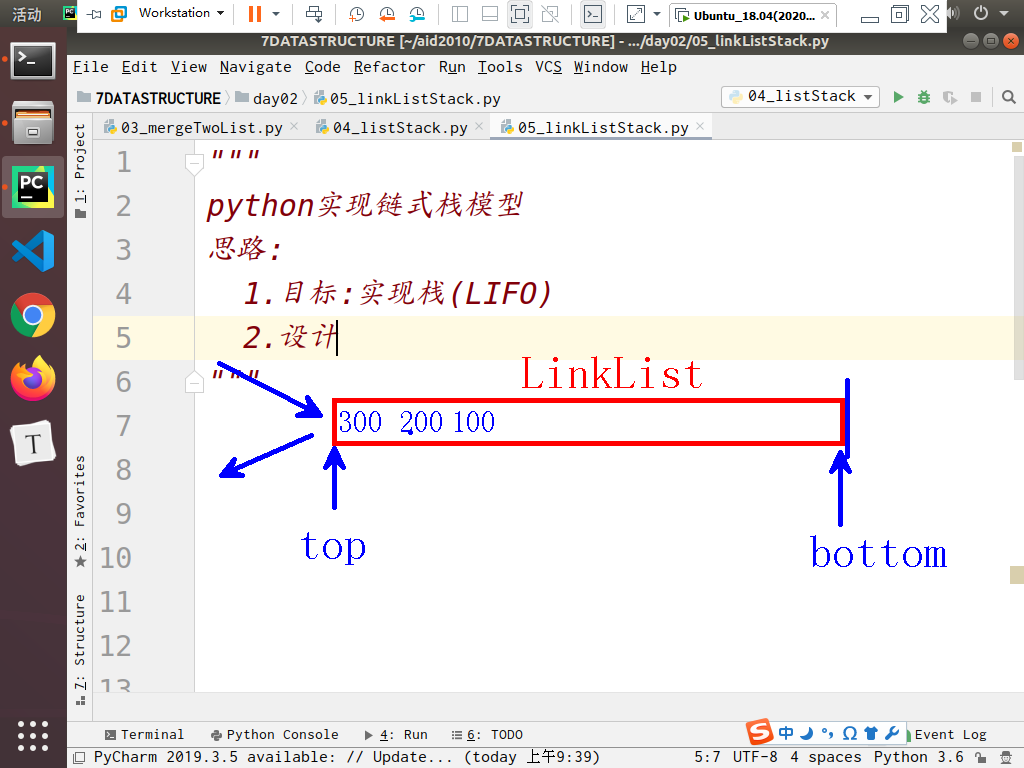 活动
Workstation
Ubuntu_18.04(2020...
7DATASTRUCTURE [~/aid2010/7DATASTRUCTURE] - .../day02/05_linkListStack.py
File Edit View Navigate Code Refactor Run Tools VCS Window Help
7DATASTRUCTURE day02 05_linkListStack.py
04_listStack
03_mergeTwoList.py 04_listStack.py 05_linkListStack.py
1: Project
2: Favorites
7: Structure
1 """
2 python实现链式栈模型
3 思路:
4 1.目标:实现栈(LIFO)
5 2.设计
6 """
LinkList
7 300 200 100
8
9
top
bottom
10
11
12
13
Terminal Python Console 4: Run 6: TODO
中
Event Log
PyCharm 2019.3.5 available: // Update... (today 上午9:39) 5:7 UTF-8 4 spaces Python 3.6